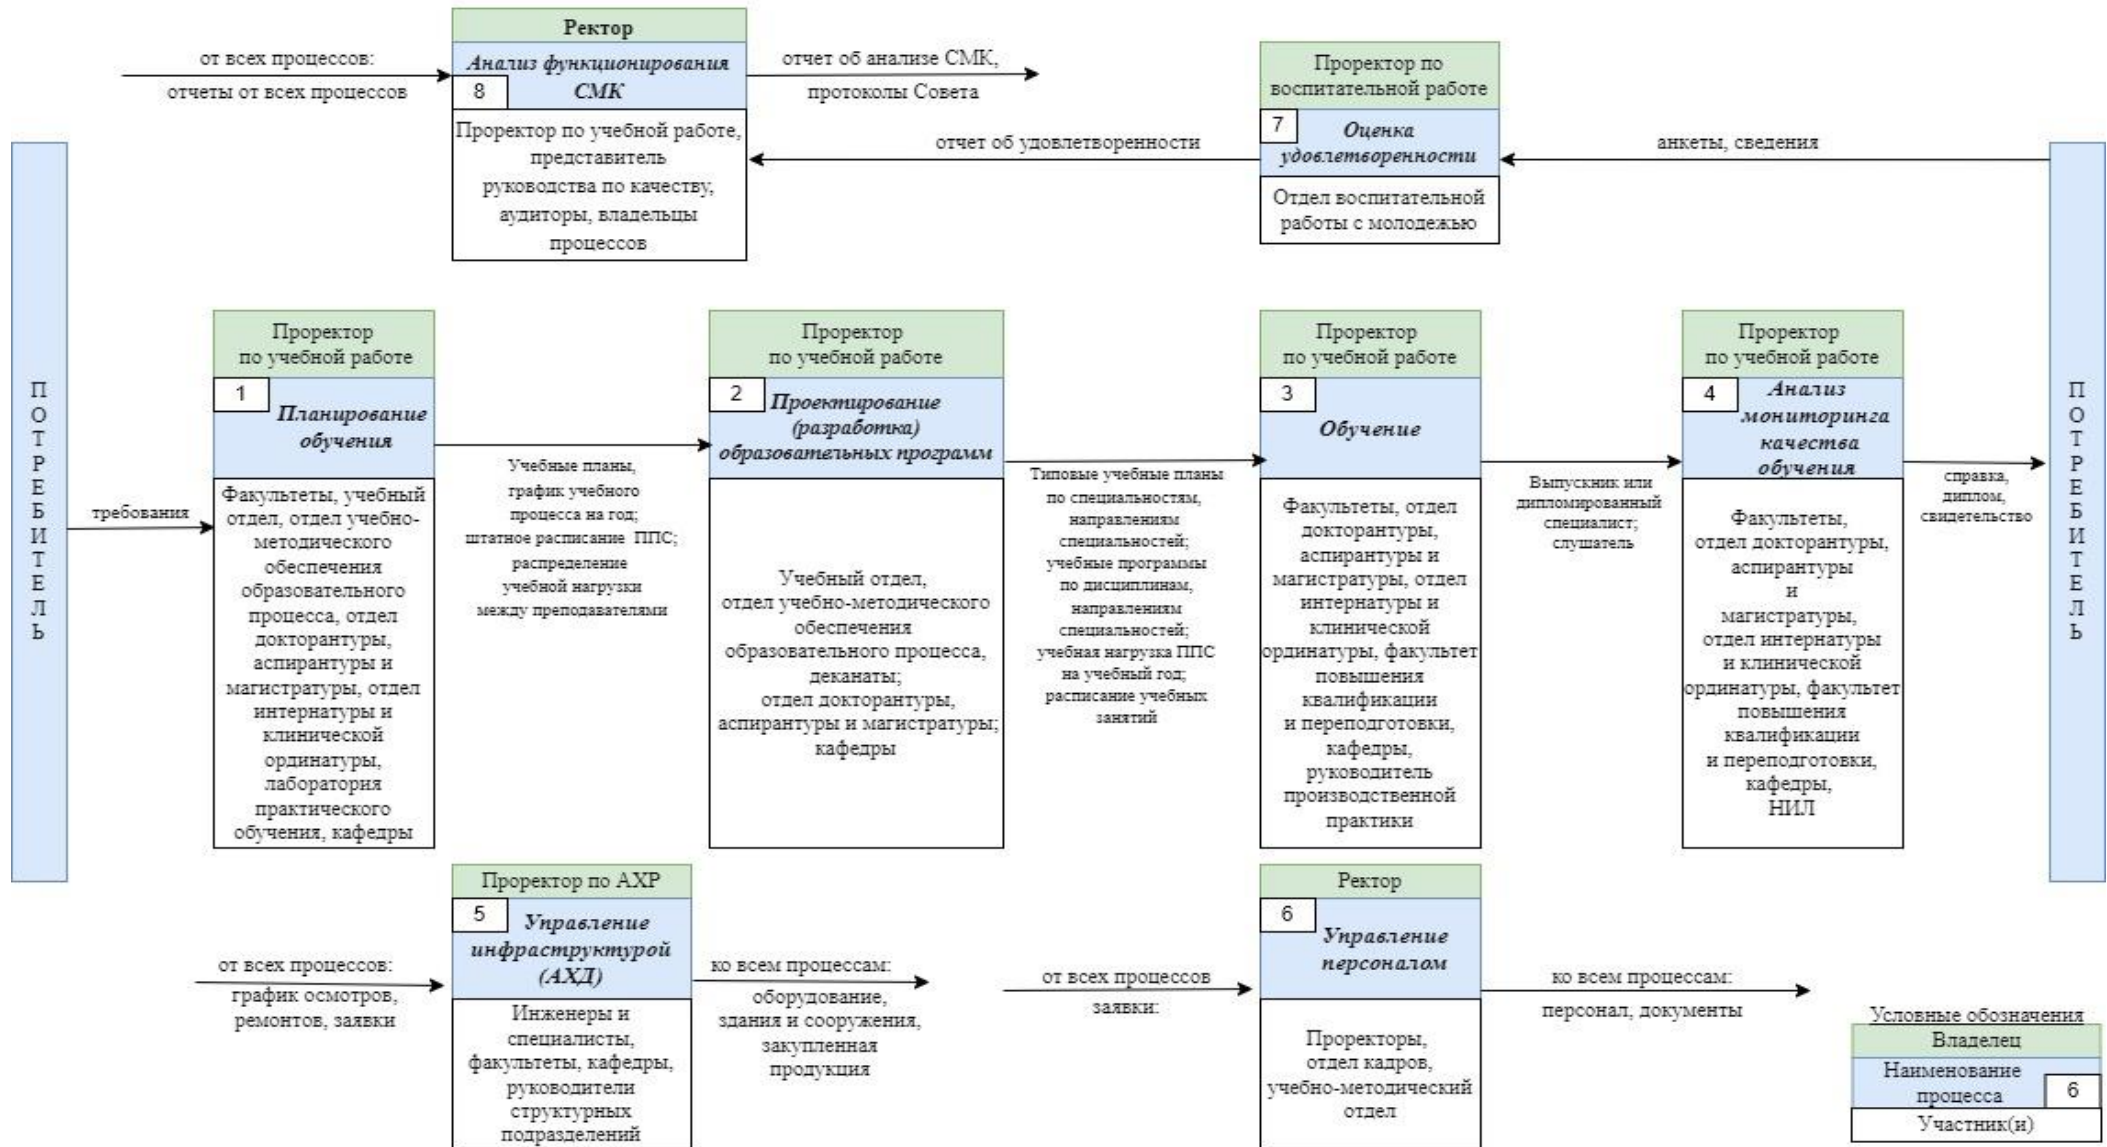 Ректор
Анализ функционирования
СМК
8
Проректор по учебной работе,
представитель
руководства по качеству,
аудиторы, владельцы
процессов
от всех процессов:
отчеты от всех процессов
отчет об анализе СМК,
протоколы Совета
Проректор по
воспитательной работе
7
Оценка
удовлетворенности
Отдел воспитательной
работы с молодежью
отчет об удовлетворенности
анкеты, сведения
ПОТРЕБИТЕЛЬ
требования
Проректор
по учебной работе
1
Планирование
обучения
Факультеты, учебный
отдел, отдел учебно-
методического
обеспечения
образовательного
процесса, отдел
докторантуры,
аспирантуры и
магистратуры, отдел
интернатуры и
клинической
ординатуры,
лаборатория
практического
обучения, кафедры
Учебные планы,
график учебного
процесса на год;
штатное расписание ППС;
распределение
учебной нагрузки
между преподавателями
Проректор
по учебной работе
2
Проектирование
(разработка)
образовательных программ
Учебный отдел,
отдел учебно-методического
обеспечения
образовательного процесса,
деканаты;
отдел докторантуры,
аспирантуры и магистратуры;
кафедры
Типовые учебные планы
по специальностям,
направлениям
специальностей;
учебные программы
по дисциплинам,
направлениям
специальностей;
учебная нагрузка ППС
на учебный год;
расписание учебных
занятий
Проректор
по учебной работе
3
Обучение
Факультеты, отдел
докторантуры,
аспирантуры и
магистратуры, отдел
интернатуры и
клинической
ординатуры, факультет
повышения
квалификации
и переподготовки,
кафедры,
руководитель
производственной
практики
Выпускник или
дипломированный
специалист;
слушатель
Проректор
по учебной работе
4
Анализ
мониторинга
качества
обучения
Факультеты,
отдел докторантуры,
аспирантуры
и
магистратуры,
отдел интернатуры
и клинической
ординатуры, факультет
повышения
квалификации
и переподготовки,
кафедры,
НИЛ
справка,
диплом,
свидетельство
ПОТРЕБИТЕЛЬ
от всех процессов:
график осмотров,
ремонтов, заявки
Проректор по АХР
5
Управление
инфраструктурой
(АХД)
Инженеры и
специалисты,
факультеты, кафедры,
руководители
структурных
подразделений
ко всем процессам:
оборудование,
здания и сооружения,
закупленная
продукция
от всех процессов
заявки:
Ректор
6
Управление
персоналом
Проректоры,
отдел кадров,
учебно-методический
отдел
ко всем процессам:
персонал, документы
Условные обозначения
Владелец
Наименование
процесса
6
Участник(и)